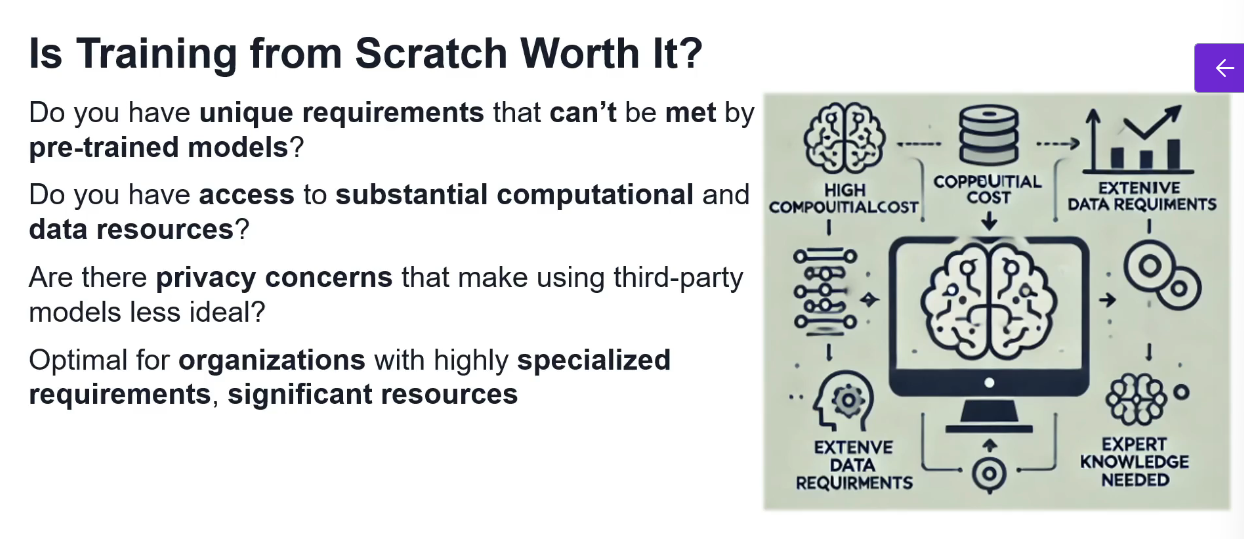 Is Training from Scratch Worth It?
Do you have unique requirements that can’t be met by
pre-trained models?
Do you have access to substantial computational and
data resources?
Are there privacy concerns that make using third-party
models less ideal?
Optimal for organizations with highly specialized
requirements, significant resources
HIGH
COMPOUITIALCOST
COPPBUITIAL
COST
EXTENIVE
DATA REQUIMENTS
EXTENVE
DATA
REQUIRMENTS
EXPERT
KNOWLEDGE
NEEDED